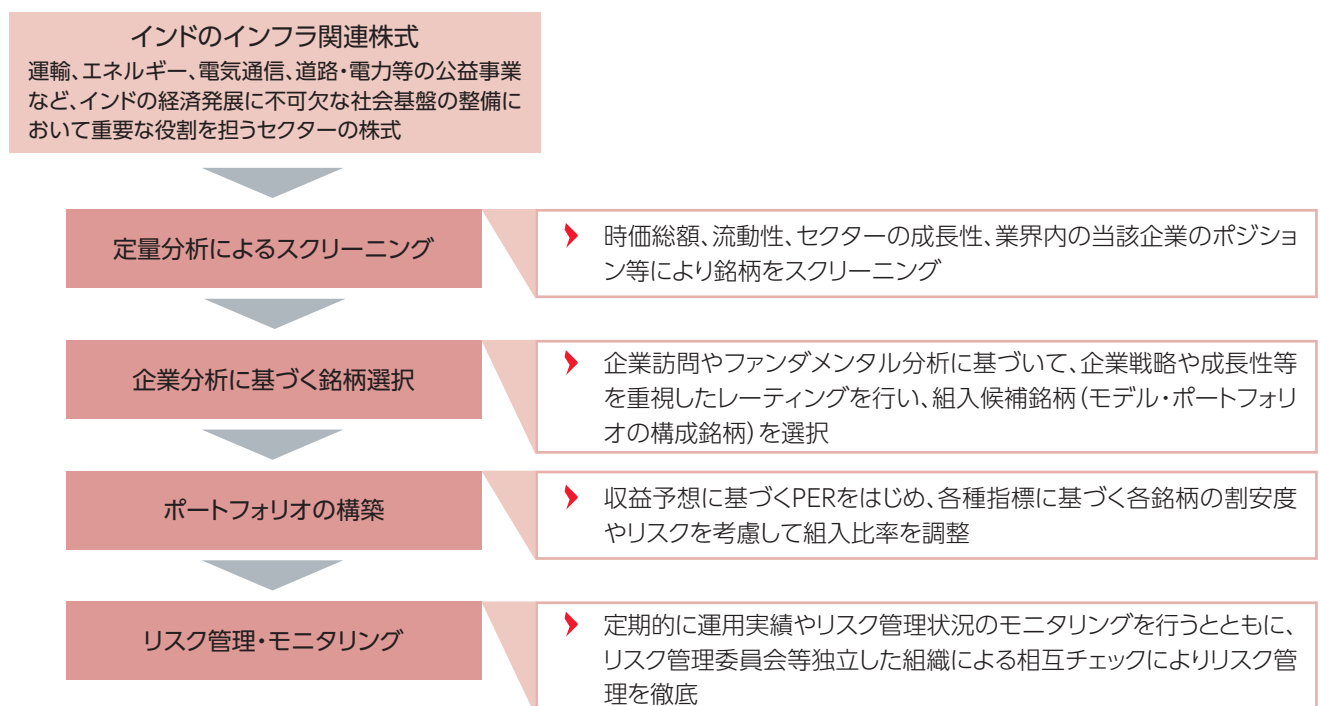 インドのインフラ関連株式
運輸、エネルギー、電気通信、道路・電力等の公益事業
など、インドの経済発展に不可欠な社会基盤の整備に
おいて重要な役割を担うセクターの株式
定量分析によるスクリーニング
時価総額、流動性、セクターの成長性、業界内の当該企業のポジショ
ン等により銘柄をスクリーニング
企業分析に基づく銘柄選択
企業訪問やファンダメンタル分析に基づいて、企業戦略や成長性等
を重視したレーティングを行い、組入候補銘柄(モデル・ポートフォリ
オの構成銘柄)を選択
ポートフォリオの構築
収益予想に基づくPERをはじめ、各種指標に基づく各銘柄の割安度
やリスクを考慮して組入比率を調整
リスク管理・モニタリング
定期的に運用実績やリスク管理状況のモニタリングを行うとともに、
リスク管理委員会等独立した組織による相互チェックによりリスク管
理を徹底